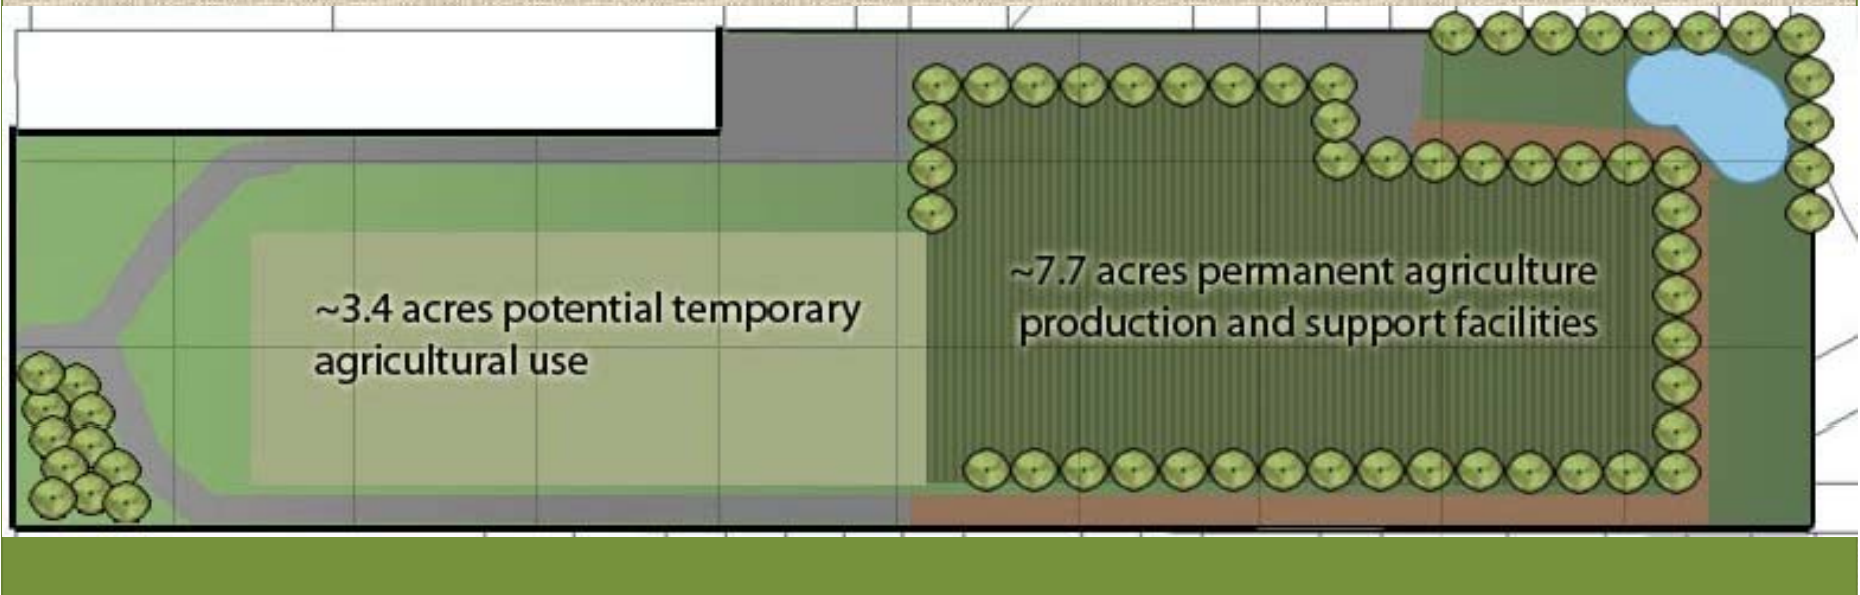 ~3.4 acres potential temporary
agricultural use
~7.7 acres permanent agriculture
production and support facilities